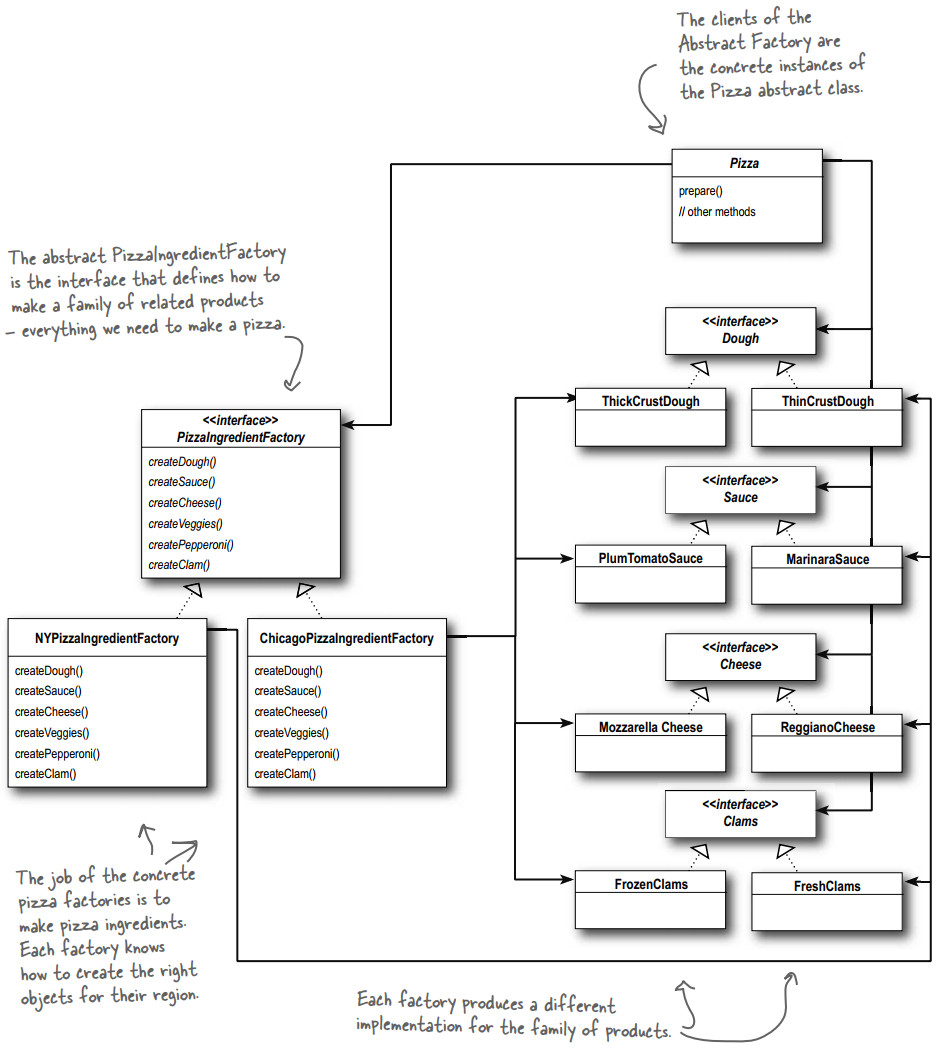 The clients of the
Abstract Factory are
the concrete instances of
the Pizza abstract class.
Pizza
prepare()
// other methods
The abstract PizzaIngredientFactory
is the interface that defines how to
make a family of related products
– everything we need to make a pizza.
<<interface>>
Dough
ThickCrustDough
ThinCrustDough
<<interface>>
PizzaIngredientFactory
createDough()
createSauce()
createCheese()
createVeggies()
createPepperoni()
createClam()
<<interface>>
Sauce
PlumTomatoSauce
MarinaraSauce
NYPizzaIngredientFactory
createDough()
createSauce()
createCheese()
createVeggies()
createPepperoni()
createClam()
ChicagoPizzaIngredientFactory
createDough()
createSauce()
createCheese()
createVeggies()
createPepperoni()
createClam()
<<interface>>
Cheese
Mozzarella Cheese
ReggianoCheese
<<interface>>
Clams
FrozenClams
FreshClams
The job of the concrete
pizza factories is to
make pizza ingredients.
Each factory knows
how to create the right
objects for their region.
Each factory produces a different
implementation for the family of products.